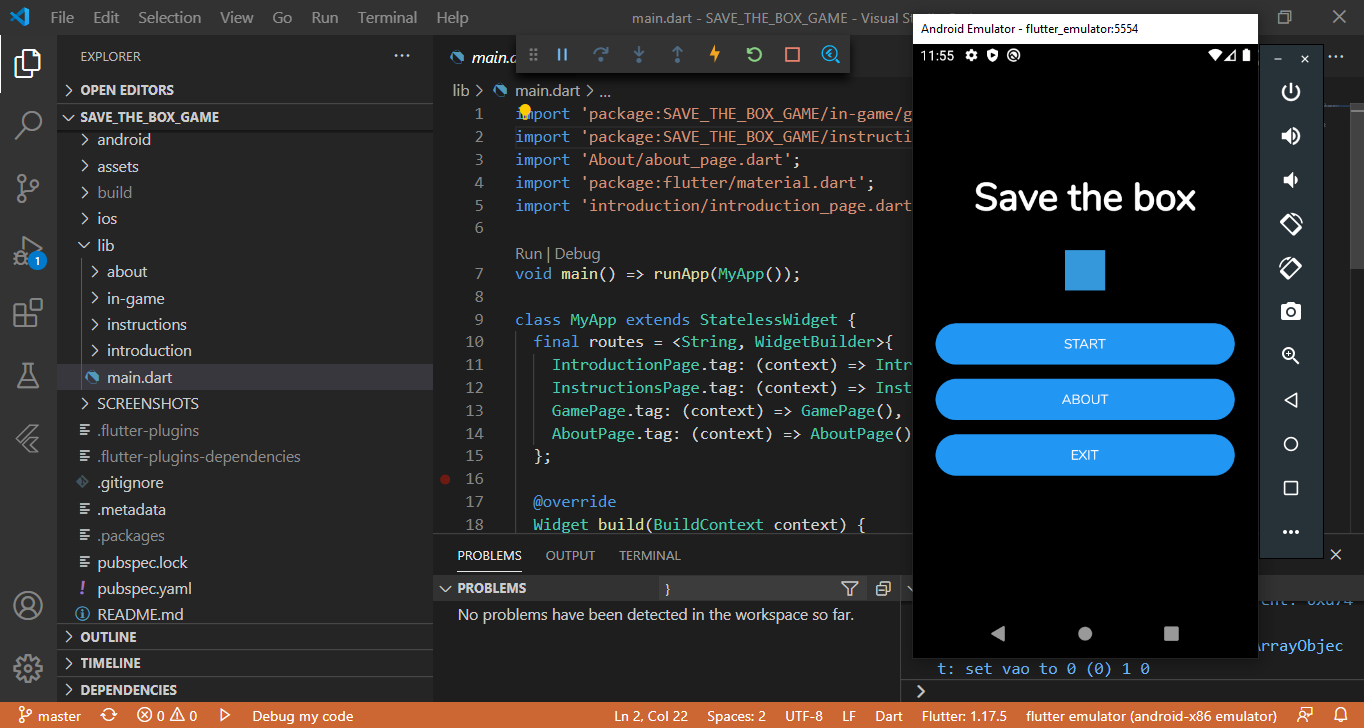 File Edit Selection View Go Run Terminal Help
main.dart - SAVE_THE_BOX_GAME - Visual
EXPLORER
OPEN EDITORS
SAVE_THE_BOX_GAME
android
assets
build
ios
lib
about
in-game
instructions
introduction
main.dart
SCREENSHOTS
.flutter-plugins
.flutter-plugins-dependencies
.gitignore
.metadata
.packages
pubspec.lock
pubspec.yaml
README.md
OUTLINE
TIMELINE
DEPENDENCIES
1
lib > main.dart > ...
1 import 'package:SAVE_THE_BOX_GAME/in-game/g
2 import 'package:SAVE_THE_BOX_GAME/instructi
3 import 'About/about_page.dart';
4 import 'package:flutter/material.dart';
5 import 'introduction/introduction_page.dart
6
Run | Debug
7 void main() => runApp(MyApp());
8
9 class MyApp extends StatelessWidget {
10 final routes = <String, WidgetBuilder>{
11 IntroductionPage.tag: (context) => Intr
12 InstructionsPage.tag: (context) => Inst
13 GamePage.tag: (context) => GamePage(),
14 AboutPage.tag: (context) => AboutPage()
15 };
16
17 @override
18 Widget build(BuildContext context) {
PROBLEMS OUTPUT TERMINAL
PROBLEMS }
No problems have been detected in the workspace so far.
ArrayObjec
t: set vao to 0 (0) 1 0
Android Emulator - flutter_emulator:5554
11:55
Save the box
START
ABOUT
EXIT
master 0 0 Debug my code Ln 2, Col 22 Spaces: 2 UTF-8 LF Dart Flutter: 1.17.5 flutter emulator (android-x86 emulator)